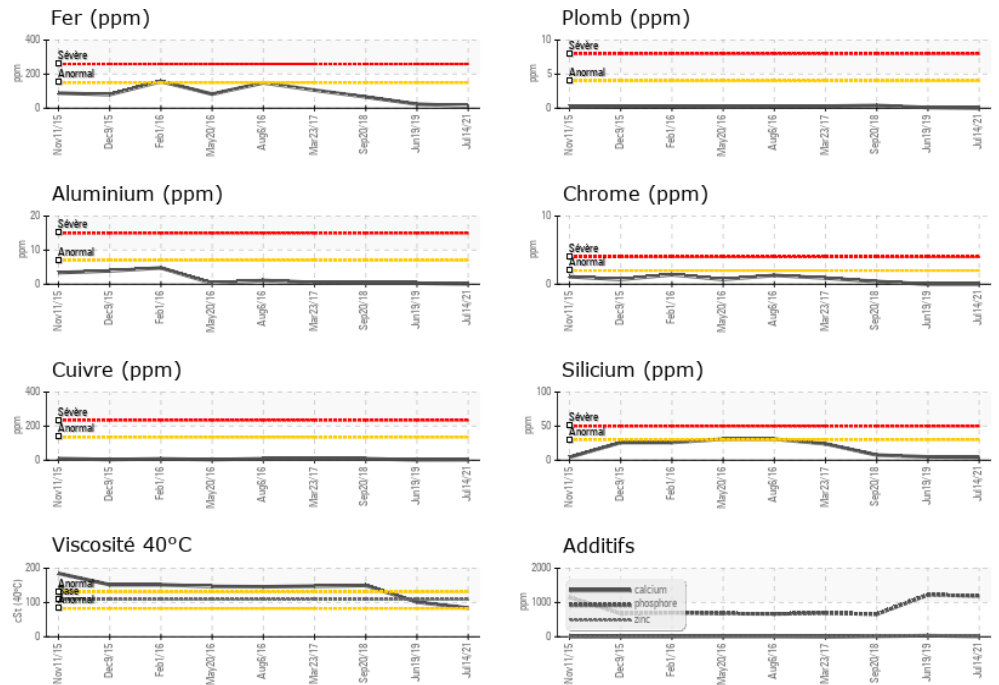 Fer (ppm)
400
200
0
ppm
Sévère
Anormal
Nov11/15
Dec9/15
Feb1/16
May20/16
Aug6/16
Mar23/17
Sep20/18
Jun19/19
Jul14/21
Plomb (ppm)
10
5
0
ppm
Sévère
Anormal
Nov11/15
Dec9/15
Feb1/16
May20/16
Aug6/16
Mar23/17
Sep20/18
Jun19/19
Jul14/21
Aluminium (ppm)
20
10
0
ppm
Sévère
Anormal
Nov11/15
Dec9/15
Feb1/16
May20/16
Aug6/16
Mar23/17
Sep20/18
Jun19/19
Jul14/21
Chrome (ppm)
10
5
0
ppm
Sévère
Anormal
Nov11/15
Dec9/15
Feb1/16
May20/16
Aug6/16
Mar23/17
Sep20/18
Jun19/19
Jul14/21
Cuivre (ppm)
400
200
0
ppm
Sévère
Anormal
Nov11/15
Dec9/15
Feb1/16
May20/16
Aug6/16
Mar23/17
Sep20/18
Jun19/19
Jul14/21
Silicium (ppm)
100
50
0
ppm
Sévère
Anormal
Nov11/15
Dec9/15
Feb1/16
May20/16
Aug6/16
Mar23/17
Sep20/18
Jun19/19
Jul14/21
Viscosité 40°C
200
100
0
cSt (40°C)
Anormal
Base
Anormal
Nov11/15
Dec9/15
Feb1/16
May20/16
Aug6/16
Mar23/17
Sep20/18
Jun19/19
Jul14/21
Additifs
2000
1000
0
ppm
calcium
phosphore
zinc
Nov11/15
Dec9/15
Feb1/16
May20/16
Aug6/16
Mar23/17
Sep20/18
Jun19/19
Jul14/21